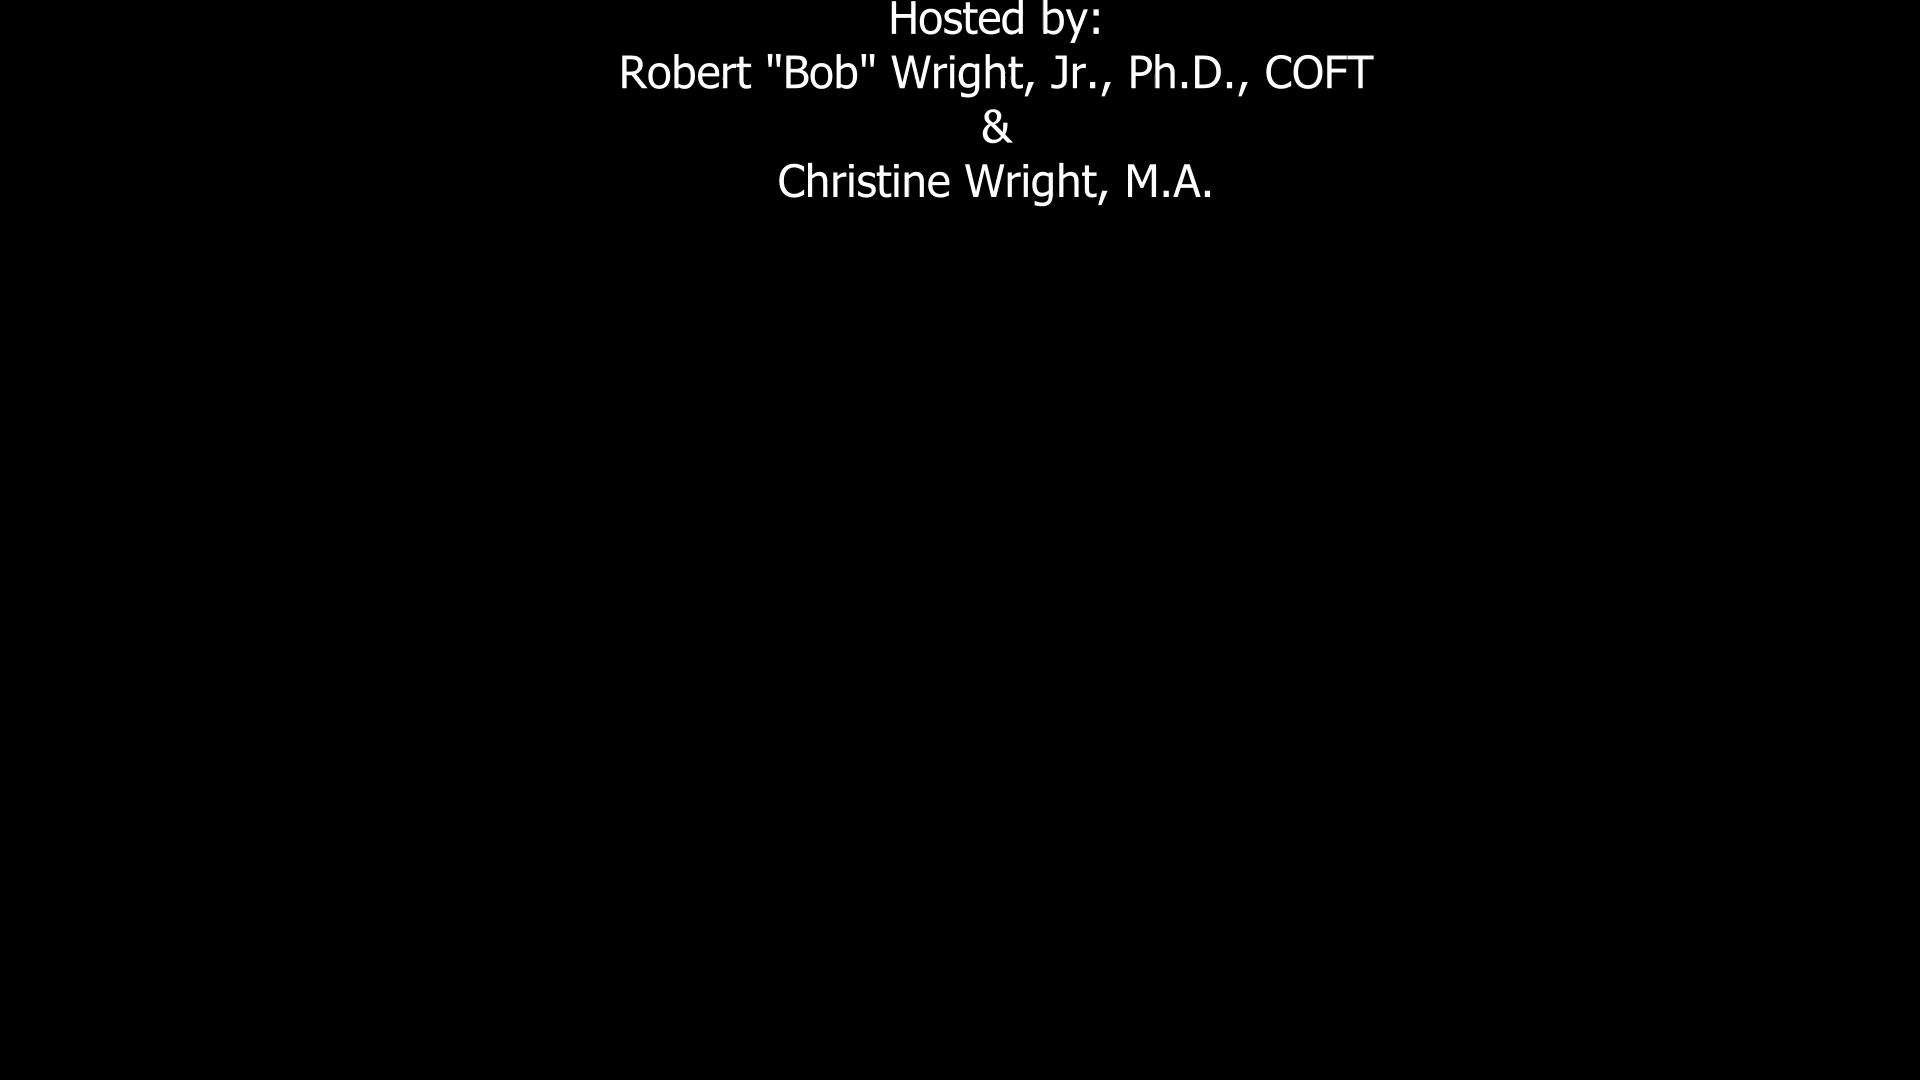 Hosted by:
Robert "Bob" Wright, Jr., Ph.D., COFT
&
Christine Wright, M.A.